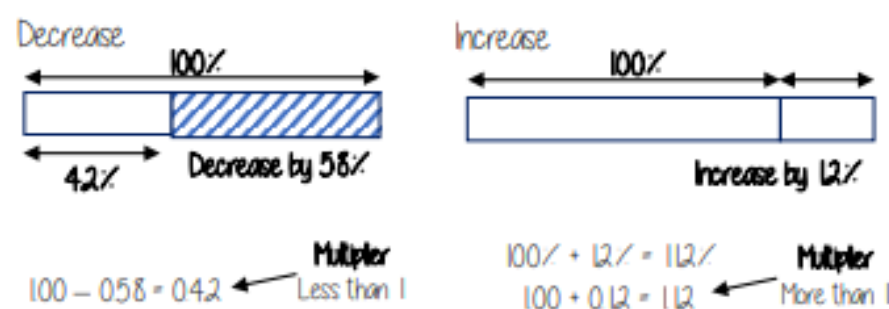 Decrease
100%
42%
Decrease by 58%
1.00 - 0.58 = 0.42
Multiplier
Less than 1
Increase
100%
Increase by 12%
100% + 12% = 112%
1.00 + 0.12 = 1.12
Multiplier
More than 1